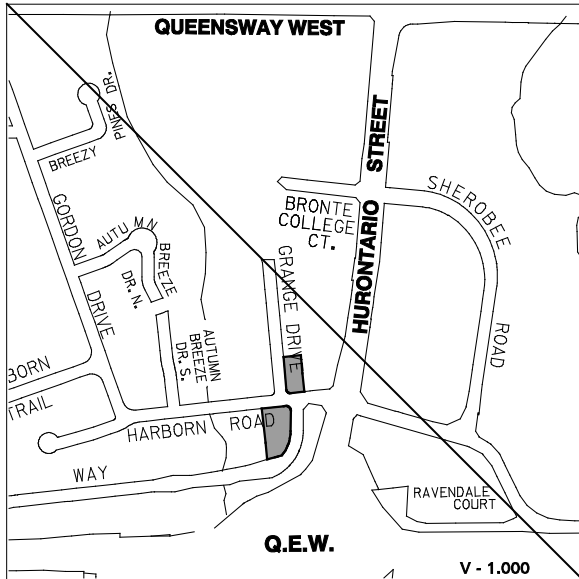 QUEENSWAY WEST
PINES DR.
BREEZY
HURONTARIO STREET
SHEROBEE
ROAD
BRONTE
COLLEGE
CT.
GORDON
DRIVE
AUTUMN
BREEZE
DR. N.
GRANGE DRIVE
AUTUMN
BREEZE
DR. S.
BORN
TRAIL
HARBORN ROAD
WAY
RAVENDALE
COURT
Q.E.W.
V - 1.000